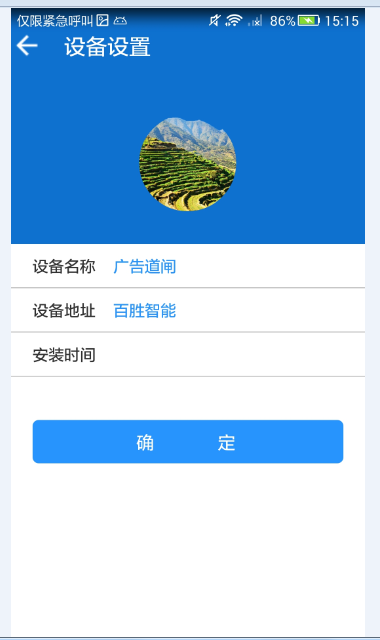 仅限紧急呼叫 86% 15:15
设备设置
设备名称 广告道闸
设备地址 百胜智能
安装时间
确 定